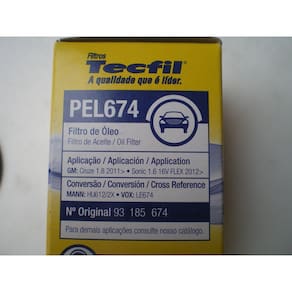 Filtros
Tecfil®
A qualidade que é líder.
PEL674
Filtro de Óleo
Filtro de Aceite / Oil Filter
Aplicação / Aplicación / Application
GM: Cruze 1.8 2011> • Sonic 1.6 16V FLEX 2012>
Conversão / Conversión / Cross Reference
MANN: HU612/2X • VOX: LE674
Nº Original 93 185 674
Para demais aplicações consulte nosso catálogo.